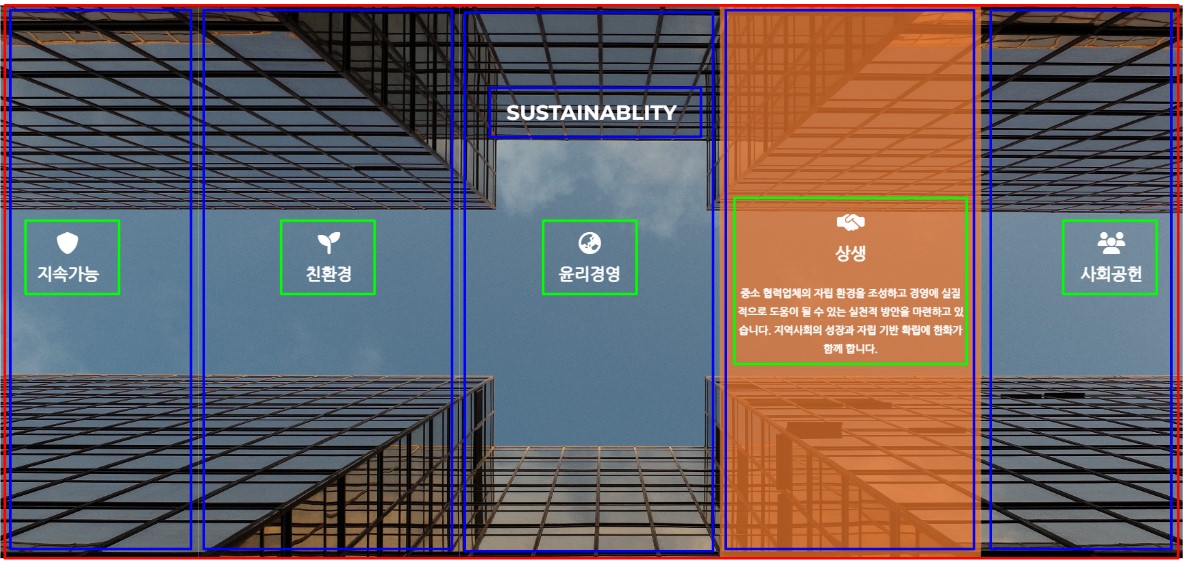 SUSTAINABLITY
지속가능
친환경
윤리경영
상생
중소 협력업체의 자립 환경을 조성하고 경영에 실질
적으로 도움이 될 수 있는 실천적 방안을 마련하고 있
습니다. 지역사회의 성장과 자립 기반 확립에 한화가
함께 합니다.
사회공헌